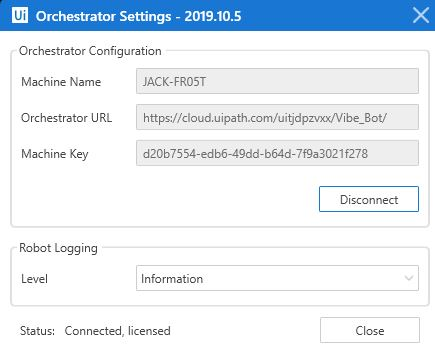 Ui Orchestrator Settings - 2019.10.5
Orchestrator Configuration
Machine Name JACK-FR05T
Orchestrator URL https://cloud.uipath.com/uitjdpzvxx/Vibe_Bot/
Machine Key d20b7554-edb6-49dd-b64d-7f9a3021f278
Disconnect
Robot Logging
Level Information
Status: Connected, licensed Close